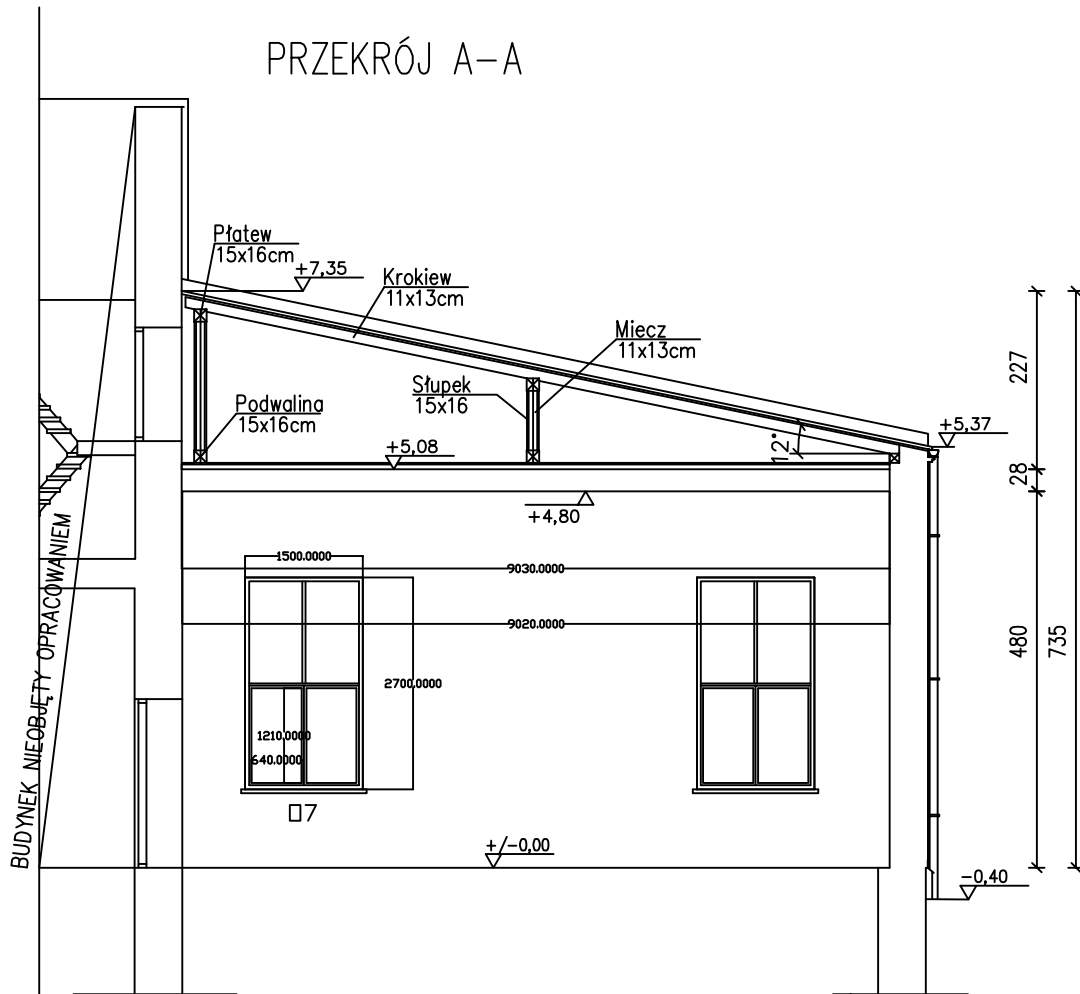 PRZEKRÓJ A-A
Płatew
15x16cm
+7,35
Krokiew
11x13cm
Miecz
11x13cm
Słupek
15x16
Podwalina
15x16cm
+5,08
12°
+5,37
+4,80
227
28
480
735
1500.0000
9030.0000
9020.0000
2700.0000
1210.0000
640.0000
7
BUDYNEK NIEOBJĘTY OPRACOWANIEM
+/-0,00
-0,40